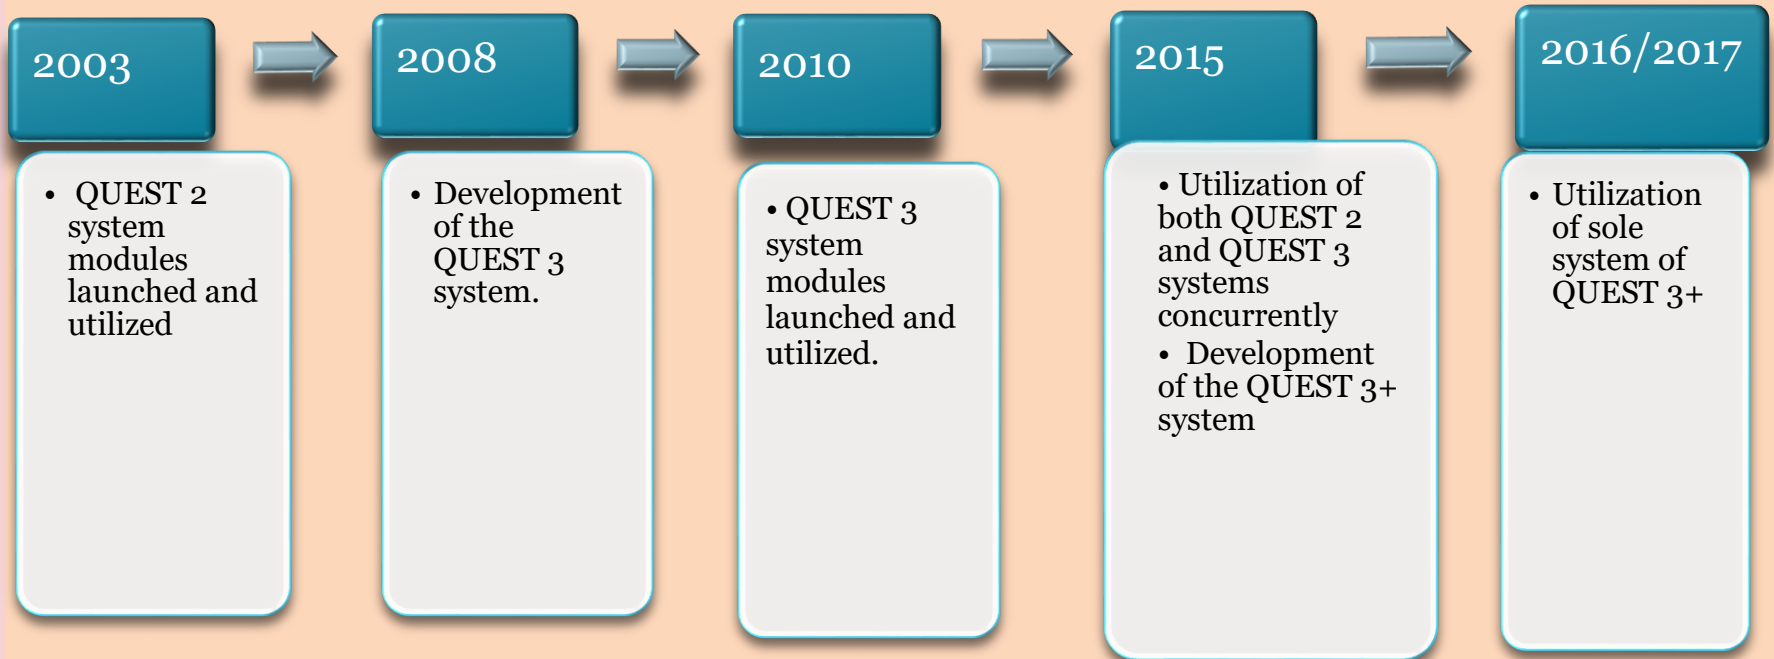 2003
• QUEST 2
system
modules
launched and
utilized
2008
• Development
of the
QUEST 3
system.
2010
• QUEST 3
system
modules
launched and
utilized.
2015
• Utilization of
both QUEST 2
and QUEST 3
systems
concurrently
• Development
of the QUEST 3+
system
2016/2017
• Utilization
of sole
system of
QUEST 3+